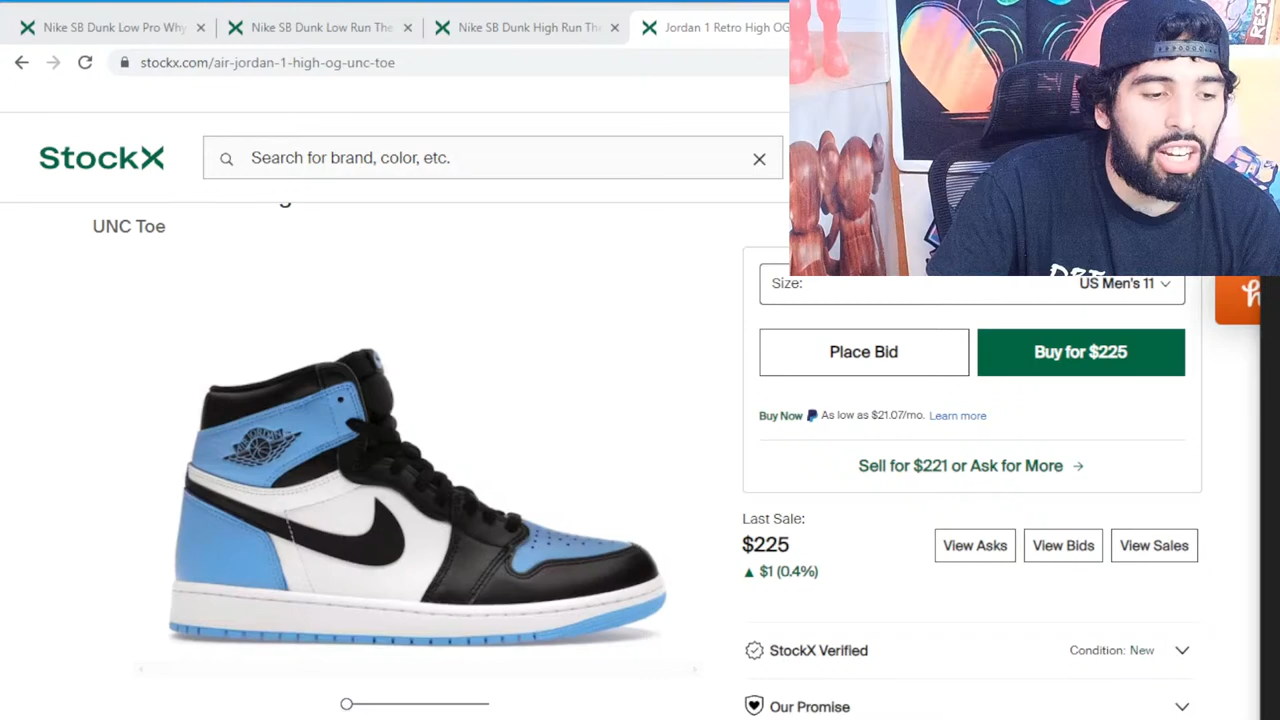 Nike SB Dunk Low Pro Why
Nike SB Dunk Low Run The
Nike SB Dunk High Run The
Jordan 1 Retro High OG
stockx.com/air-jordan-1-high-og-unc-toe
StockX
Search for brand, color, etc.
UNC Toe
Size:
US Men's 11
Place Bid
Buy for $225
Buy Now
As low as $21.07/mo. Learn more
Sell for $221 or Ask for More →
Last Sale:
$225
▲ $1 (0.4%)
View Asks
View Bids
View Sales
StockX Verified
Condition: New
Our Promise
AIR JORDAN